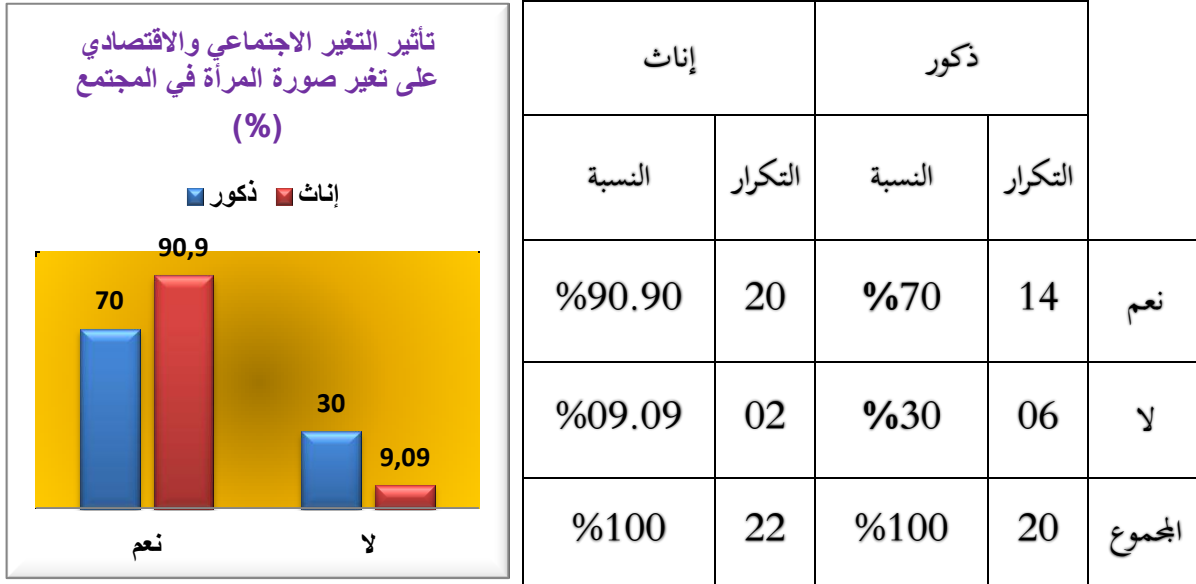 تأثير التغير الاجتماعي والاقتصادي
على تغير صورة المرأة في المجتمع
(%)
ذكور إناث
90,9
70
30
9,09
نعم لا
ذكور إناث
التكرار النسبة التكرار النسبة
نعم 14 %70 20 %90.90
لا 06 %30 02 %09.09
المجموع 20 %100 22 %100